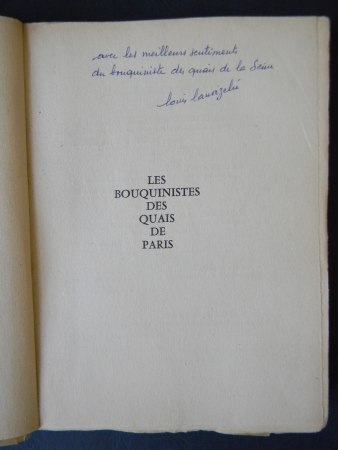 avec les meilleurs sentiments
du bouquiniste des quais de la Seine
Louis Lanoizelée
LES
BOUQUINISTES
DES
QUAIS
DE
PARIS